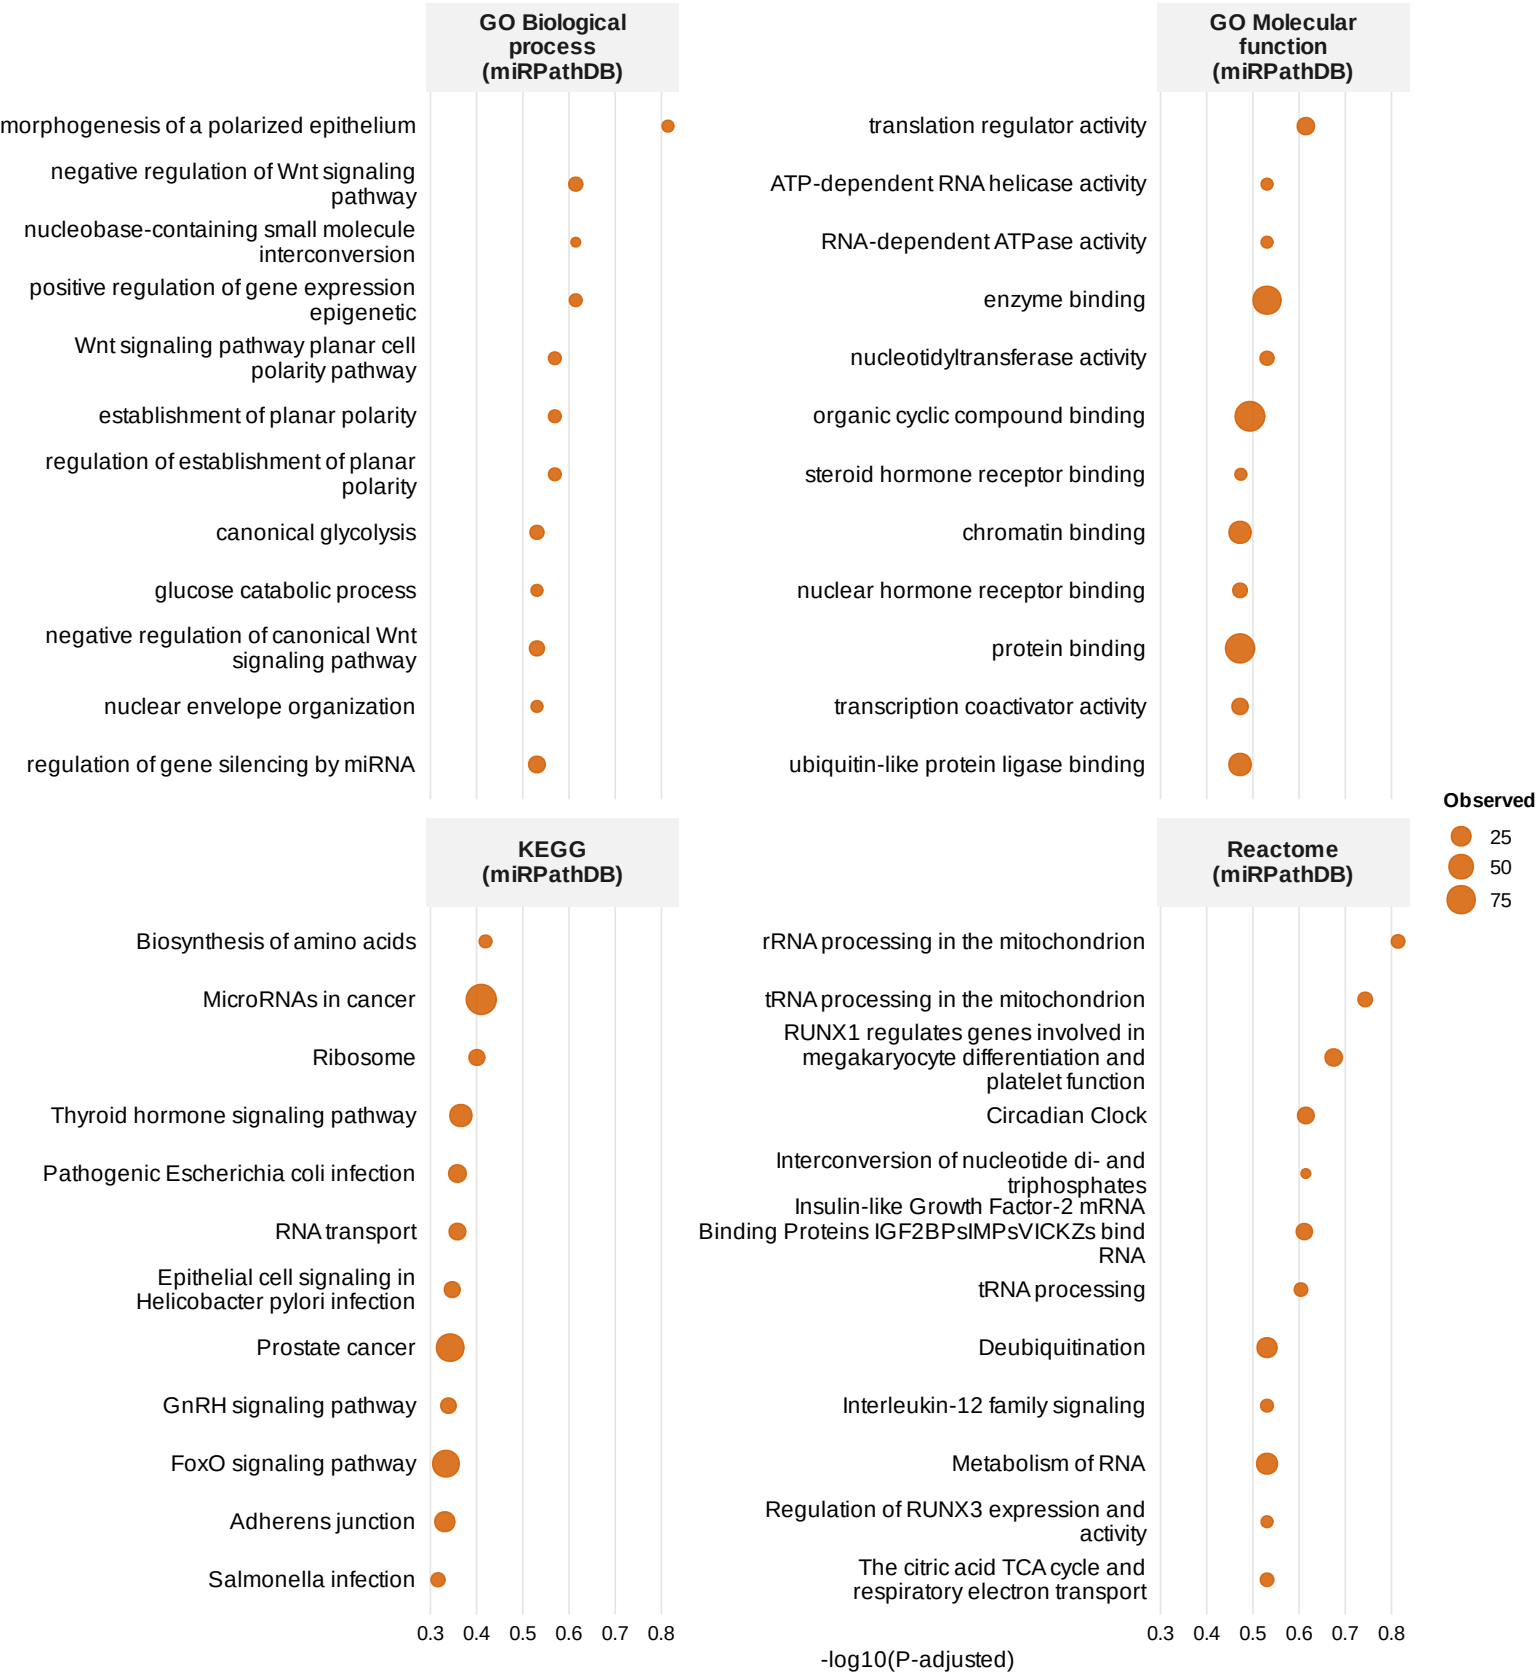 GO Biological
process
(miRPathDB)
morphogenesis of a polarized epithelium
negative regulation of Wnt signaling
pathway
nucleobase-containing small molecule
interconversion
positive regulation of gene expression
epigenetic
Wnt signaling pathway planar cell
polarity pathway
establishment of planar polarity
regulation of establishment of planar
polarity
canonical glycolysis
glucose catabolic process
negative regulation of canonical Wnt
signaling pathway
nuclear envelope organization
regulation of gene silencing by miRNA
GO Molecular
function
(miRPathDB)
translation regulator activity
ATP-dependent RNA helicase activity
RNA-dependent ATPase activity
enzyme binding
nucleotidyltransferase activity
organic cyclic compound binding
steroid hormone receptor binding
chromatin binding
nuclear hormone receptor binding
protein binding
transcription coactivator activity
ubiquitin-like protein ligase binding
Observed
25
50
75
KEGG
(miRPathDB)
Biosynthesis of amino acids
MicroRNAs in cancer
Ribosome
Thyroid hormone signaling pathway
Pathogenic Escherichia coli infection
RNA transport
Epithelial cell signaling in
Helicobacter pylori infection
Prostate cancer
GnRH signaling pathway
FoxO signaling pathway
Adherens junction
Salmonella infection
0.3 0.4 0.5 0.6 0.7 0.8
Reactome
(miRPathDB)
rRNA processing in the mitochondrion
tRNA processing in the mitochondrion
RUNX1 regulates genes involved in
megakaryocyte differentiation and
platelet function
Circadian Clock
Interconversion of nucleotide di- and
triphosphates
Insulin-like Growth Factor-2 mRNA
Binding Proteins IGF2BPsIMPsVICKZs bind
RNA
tRNA processing
Deubiquitination
Interleukin-12 family signaling
Metabolism of RNA
Regulation of RUNX3 expression and
activity
The citric acid TCA cycle and
respiratory electron transport
0.3 0.4 0.5 0.6 0.7 0.8
-log10(P-adjusted)